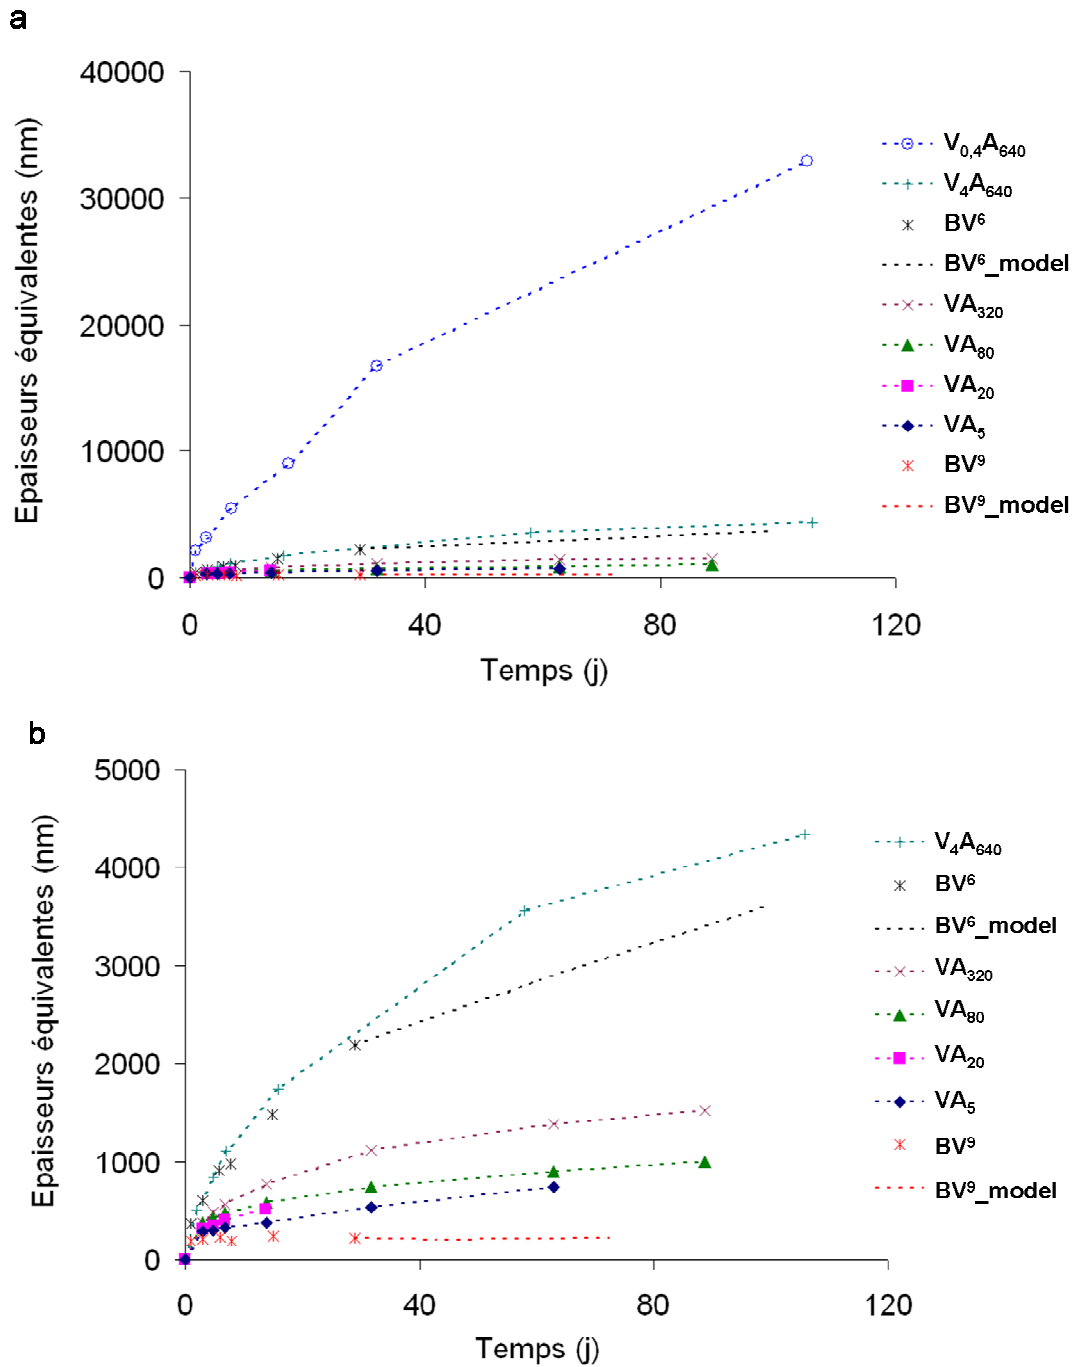 a
40000
30000
20000
10000
0
0 40 80 120
Epaisseurs équivalentes (nm)
Temps (j)
V0,4A640
V4A640
BV6
BV6_model
VA320
VA80
VA20
VA5
BV9
BV9_model
b
5000
4000
3000
2000
1000
0
0 40 80 120
Epaisseurs équivalentes (nm)
Temps (j)
V4A640
BV6
BV6_model
VA320
VA80
VA20
VA5
BV9
BV9_model